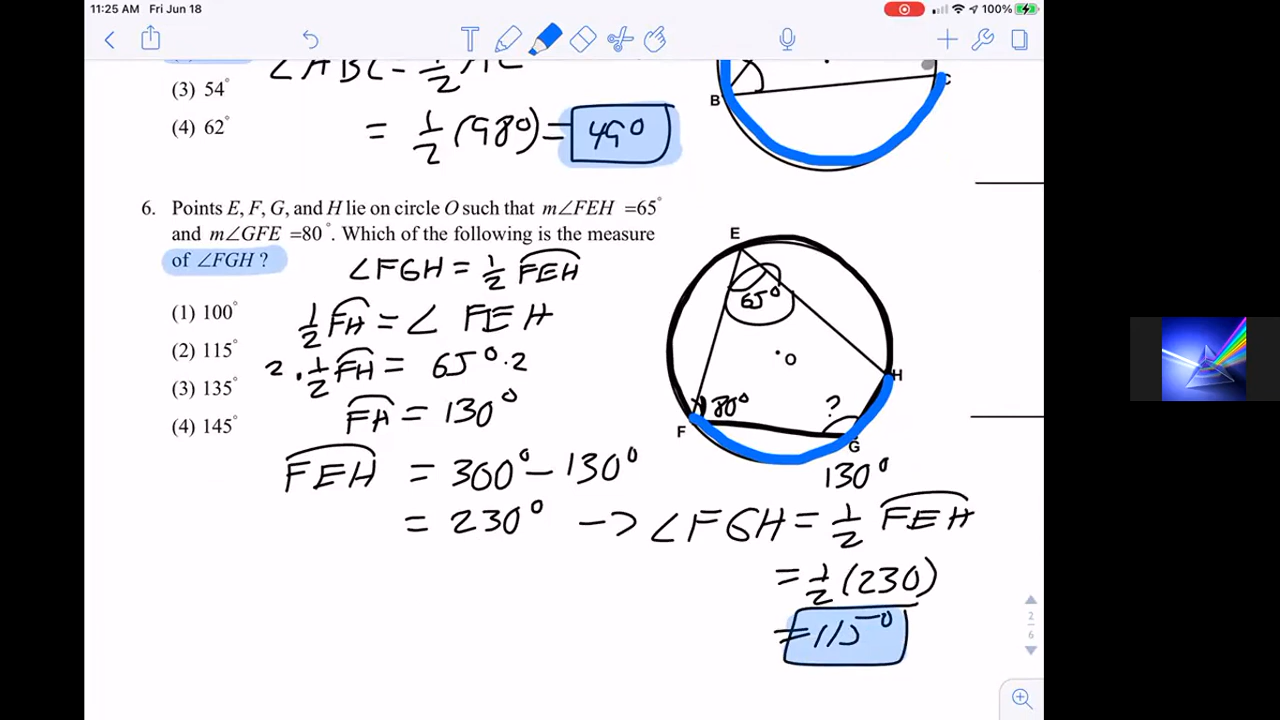 11:25 AM Fri Jun 18
100%
(3) 54°
(4) 62°
∠ABC = 1/2 AC
= 1/2 (98°) = 49°
B
C
6. Points E, F, G, and H lie on circle O such that m∠FEH =65°
and m∠GFE =80°. Which of the following is the measure
of ∠FGH ?
∠FGH = 1/2 FEH
(1) 100°
(2) 115°
(3) 135°
(4) 145°
1/2 FH = ∠ FEH
2 · 1/2 FH = 65° · 2
FH = 130°
FEH = 360° – 130°
= 230° -> ∠FGH = 1/2 FEH
= 1/2 (230)
= 115°
E
65°
O
H
80°
?
F
G
130°
2
6